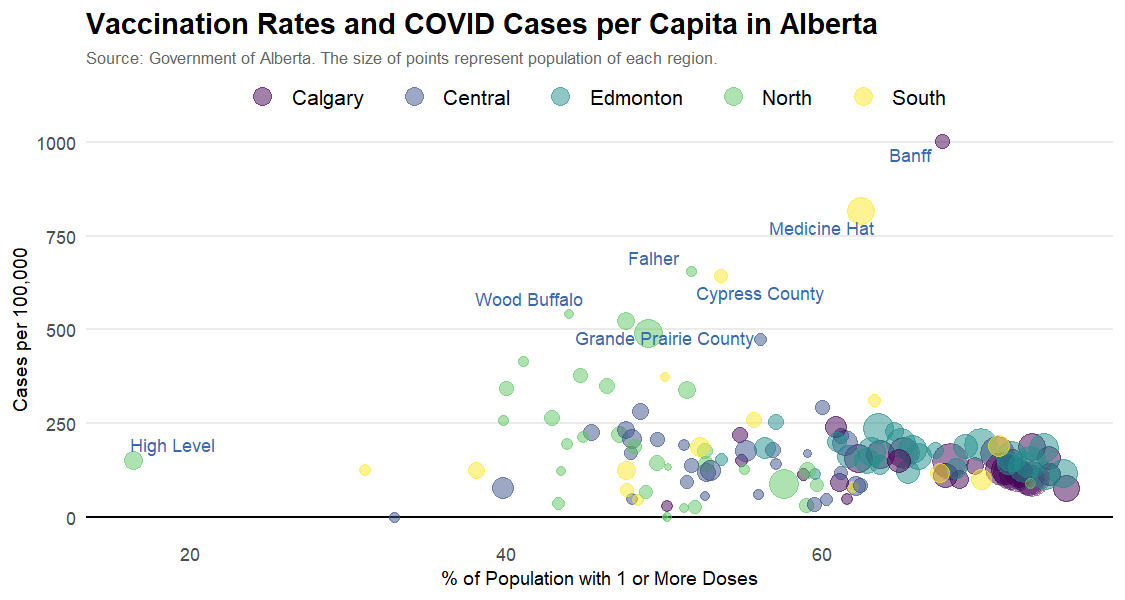 Vaccination Rates and COVID Cases per Capita in Alberta
Source: Government of Alberta. The size of points represent population of each region.
Calgary Central Edmonton North South
1000
Banff
750
Medicine Hat
Falher
Cypress County
Wood Buffalo
500
Grande Prairie County
250
High Level
0
Cases per 100,000
20 40 60
% of Population with 1 or More Doses